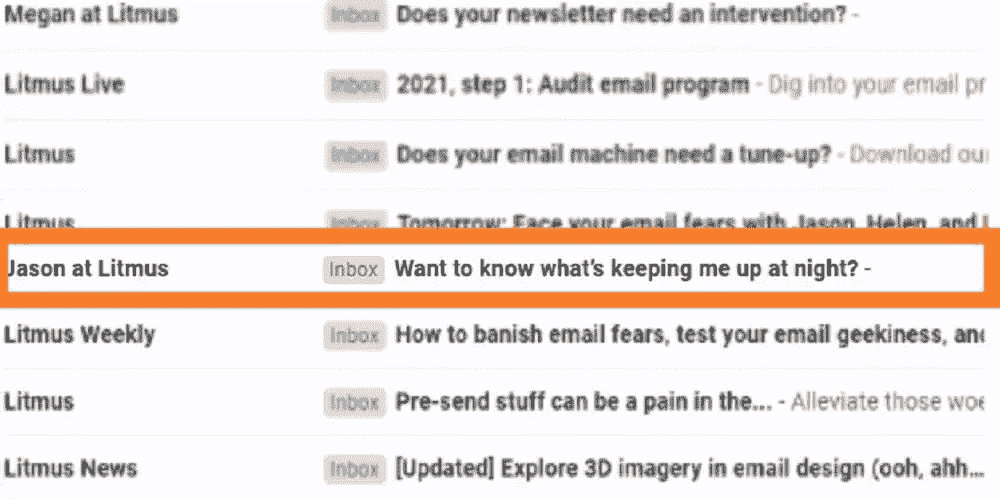 Megan at Litmus Inbox Does your newsletter need an intervention? -
Litmus Live Inbox 2021, step 1: Audit email program - Dig into your email pr
Litmus Inbox Does your email machine need a tune-up? - Download our
Litmus Inbox Tomorrow: Face your email fears with Jason, Helen, and
Jason at Litmus Inbox Want to know what's keeping me up at night? -
Litmus Weekly Inbox How to banish email fears, test your email geekiness, and
Litmus Inbox Pre-send stuff can be a pain in the... - Alleviate those woe
Litmus News Inbox [Updated] Explore 3D imagery in email design (ooh, ahh...